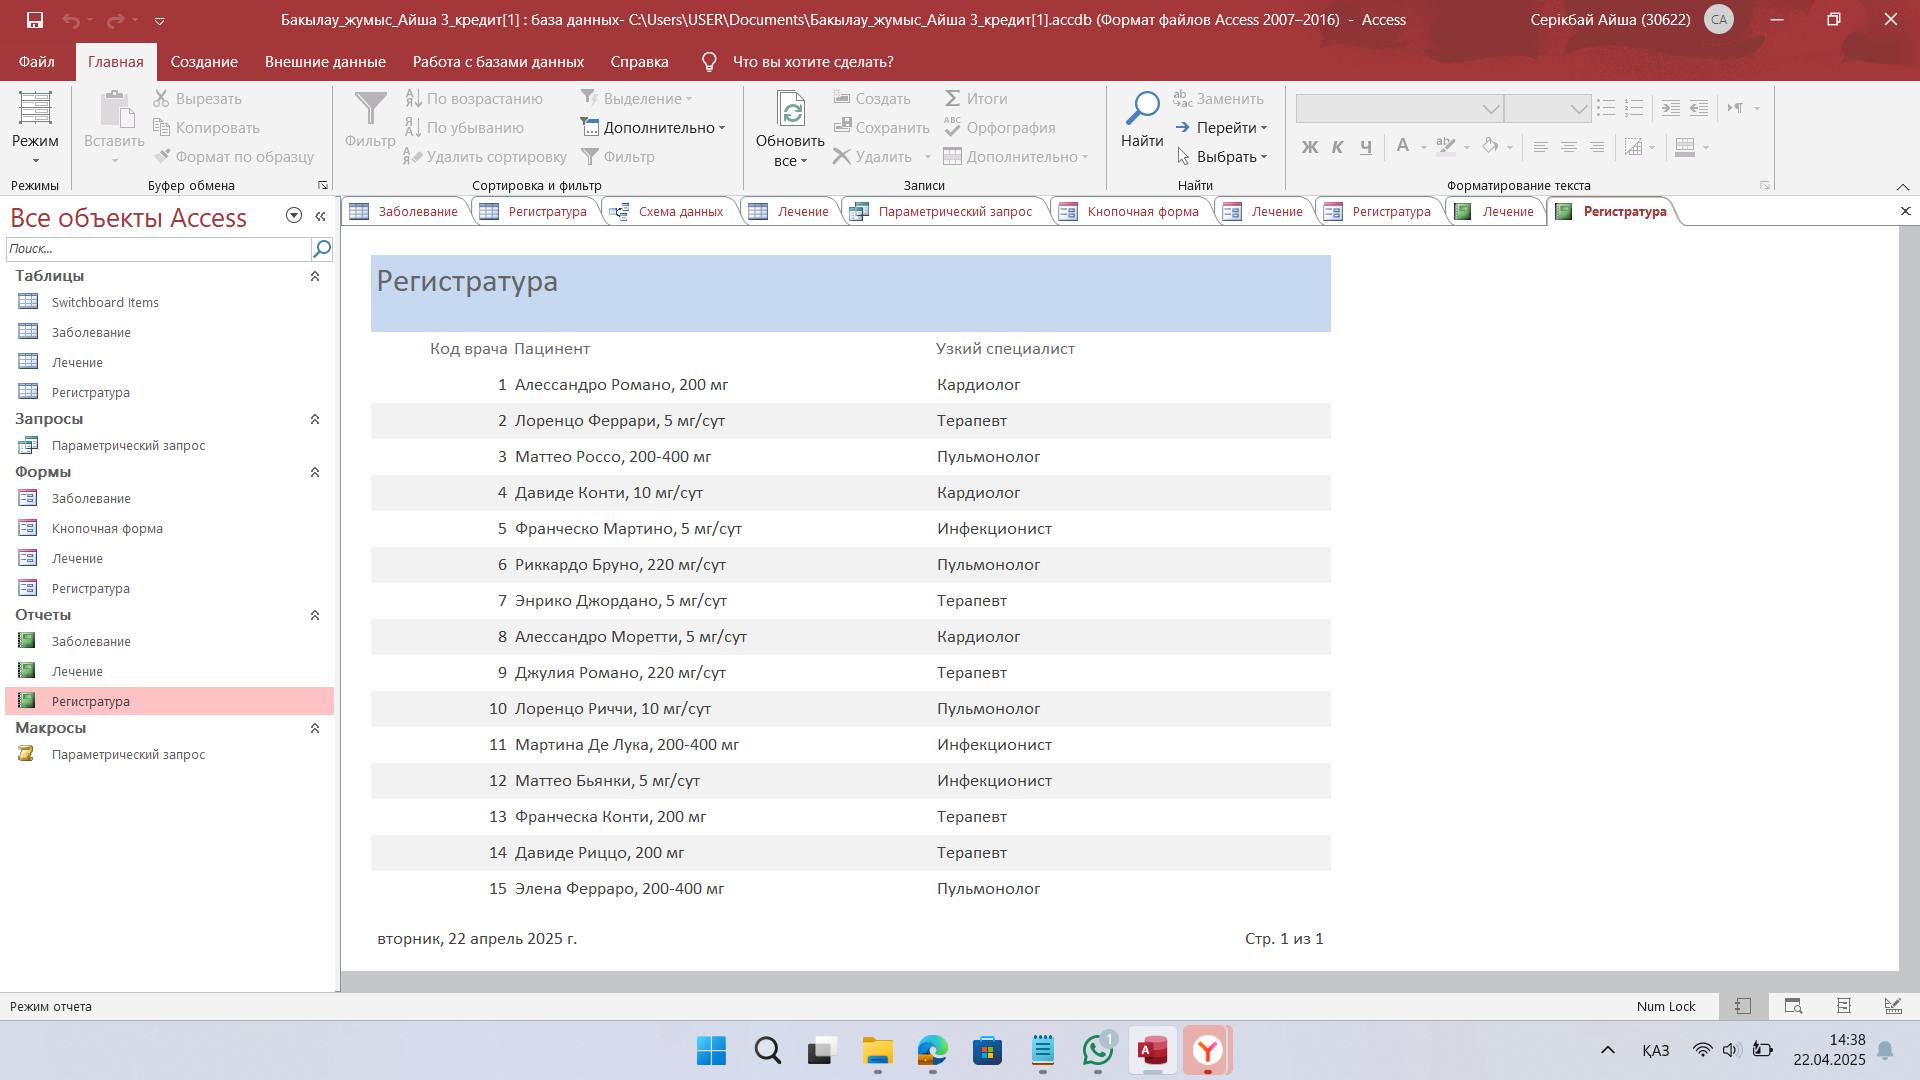 Бакылау_жумыс_Айша 3_кредит[1] : база данных- C:\Users\USER\Documents\Бакылау_жумыс_Айша 3_кредит[1].accdb (Формат файлов Access 2007–2016) - Access
Серікбай Айша (30622)
СА
Файл
Главная
Создание
Внешние данные
Работа с базами данных
Справка
Что вы хотите сделать?
Режим
Режимы
Вставить
Вырезать
Копировать
Формат по образцу
Буфер обмена
Фильтр
По возрастанию
По убыванию
Удалить сортировку
Выделение
Дополнительно
Фильтр
Сортировка и фильтр
Обновить
все
Создать
Сохранить
Удалить
Итоги
Орфография
Дополнительно
Записи
Найти
Заменить
Перейти
Выбрать
Найти
Ж К Ч А
Форматирование текста
Все объекты Access
Поиск...
Таблицы
Switchboard Items
Заболевание
Лечение
Регистратура
Запросы
Параметрический запрос
Формы
Заболевание
Кнопочная форма
Лечение
Регистратура
Отчеты
Заболевание
Лечение
Регистратура
Макросы
Параметрический запрос
Заболевание
Регистратура
Схема данных
Лечение
Параметрический запрос
Кнопочная форма
Лечение
Регистратура
Лечение
Регистратура
Регистратура
Код врача Пацинент Узкий специалист
1 Алессандро Романо, 200 мг Кардиолог
2 Лоренцо Феррари, 5 мг/сут Терапевт
3 Маттео Россо, 200-400 мг Пульмонолог
4 Давиде Конти, 10 мг/сут Кардиолог
5 Франческо Мартино, 5 мг/сут Инфекционист
6 Риккардо Бруно, 220 мг/сут Пульмонолог
7 Энрико Джордано, 5 мг/сут Терапевт
8 Алессандро Моретти, 5 мг/сут Кардиолог
9 Джулия Романо, 220 мг/сут Терапевт
10 Лоренцо Риччи, 10 мг/сут Пульмонолог
11 Мартина Де Лука, 200-400 мг Инфекционист
12 Маттео Бьянки, 5 мг/сут Инфекционист
13 Франческа Конти, 200 мг Терапевт
14 Давиде Риццо, 200 мг Терапевт
15 Элена Ферраро, 200-400 мг Пульмонолог
вторник, 22 апрель 2025 г. Стр. 1 из 1
Режим отчета
Num Lock
1
ҚАЗ
14:38
22.04.2025